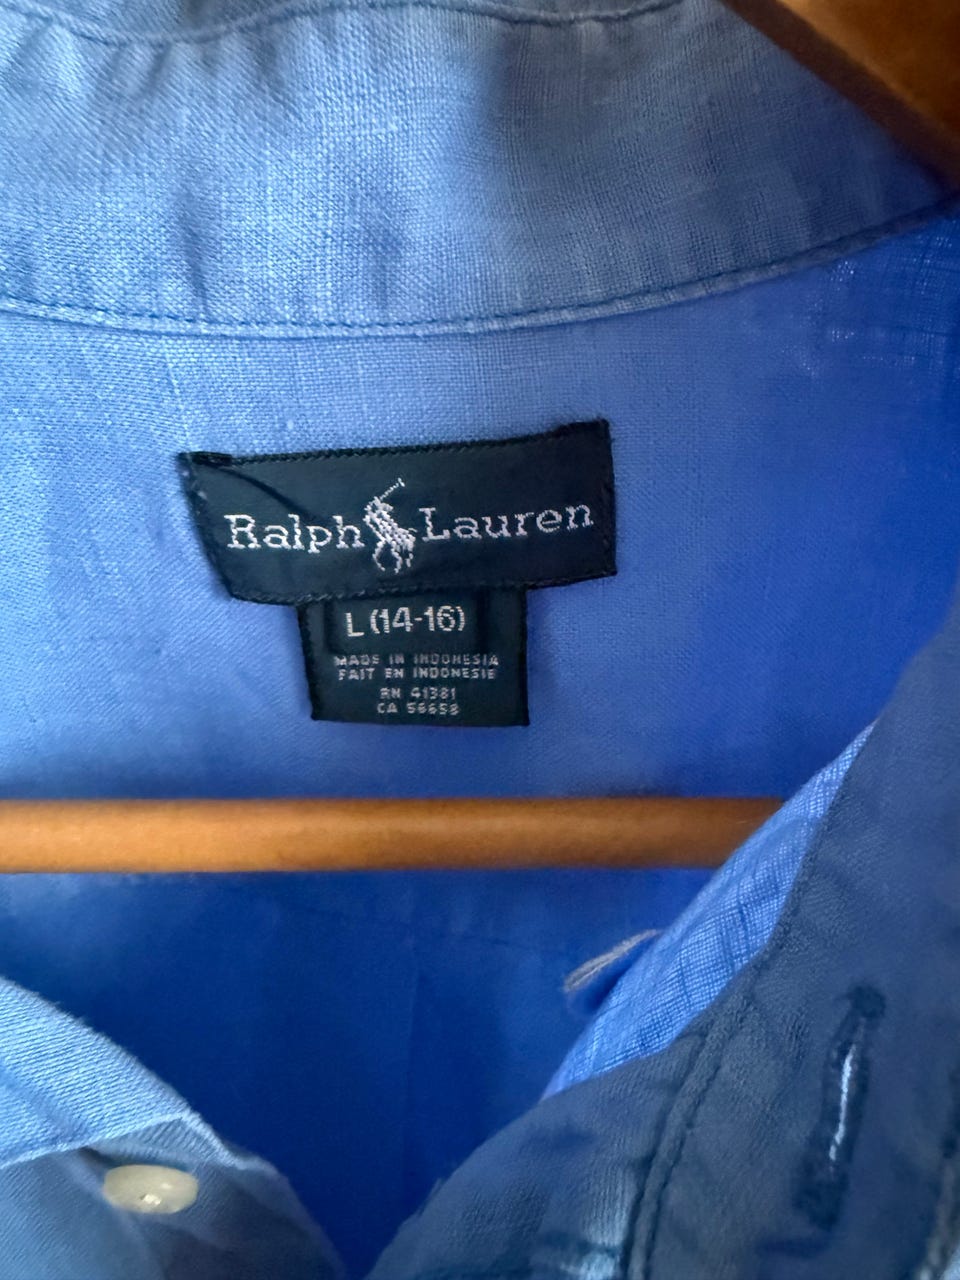 Ralph Lauren
L (14-16)
MADE IN INDONESIA
FAIT EN INDONESIE
RN 41381
CA 56658